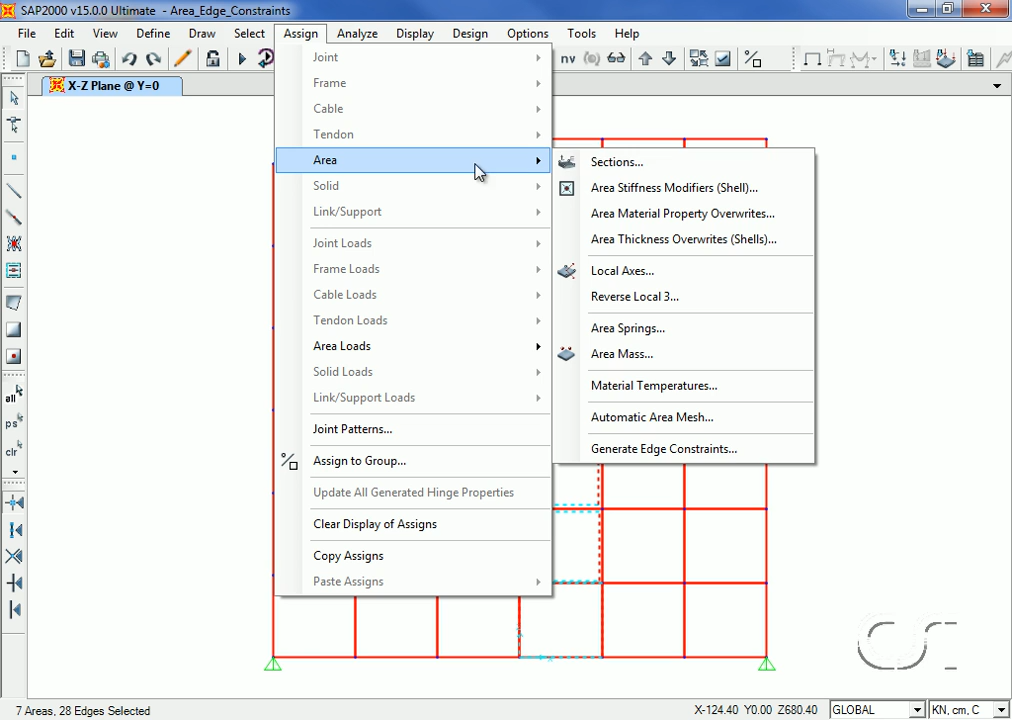 SAP2000 v15.0.0 Ultimate - Area_Edge_Constraints
File Edit View Define Draw Select Assign Analyze Display Design Options Tools Help
nv
X-Z Plane @ Y=0
Joint
Frame
Cable
Tendon
Area
Solid
Link/Support
Joint Loads
Frame Loads
Cable Loads
Tendon Loads
Area Loads
Solid Loads
Link/Support Loads
Joint Patterns...
Assign to Group...
Update All Generated Hinge Properties
Clear Display of Assigns
Copy Assigns
Paste Assigns
Sections...
Area Stiffness Modifiers (Shell)...
Area Material Property Overwrites...
Area Thickness Overwrites (Shells)...
Local Axes...
Reverse Local 3...
Area Springs...
Area Mass...
Material Temperatures...
Automatic Area Mesh...
Generate Edge Constraints...
all
ps
clr
CSI
7 Areas, 28 Edges Selected
X-124.40 Y0.00 Z680.40
GLOBAL
KN, cm, C